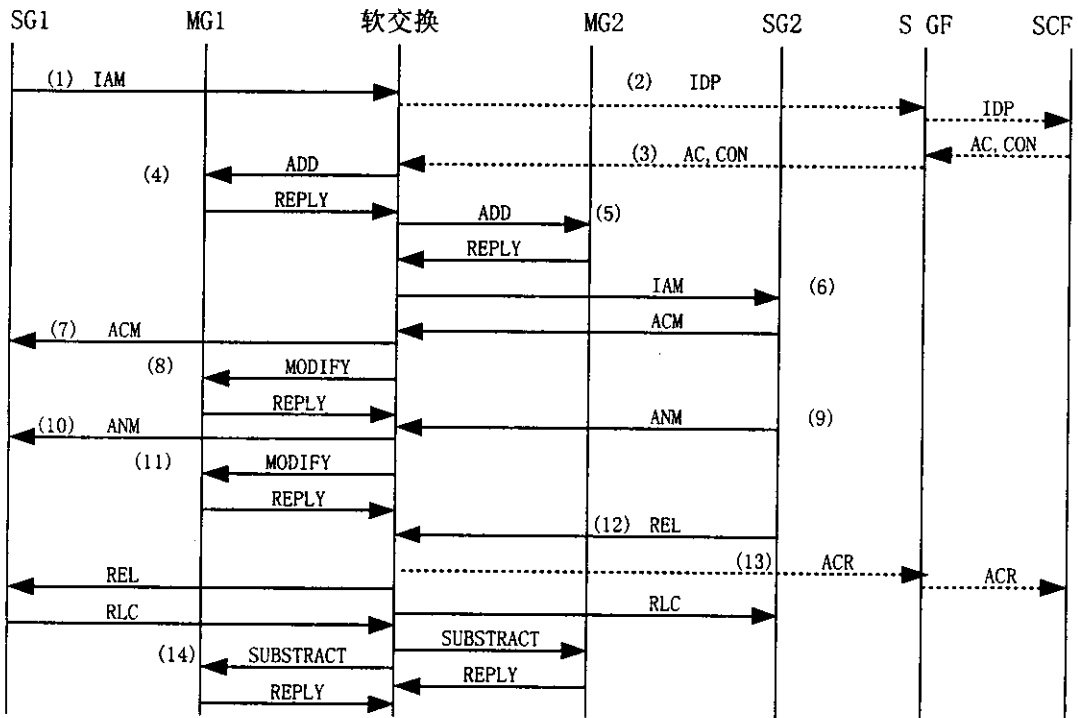 SG1 MG1 软交换 MG2 SG2 S GF SCF
(1) IAM
(2) IDP
IDP
(3) AC,CON
AC,CON
(4) ADD
REPLY
ADD (5)
REPLY
IAM (6)
ACM
(7) ACM
(8) MODIFY
REPLY
ANM (9)
(10) ANM
(11) MODIFY
REPLY
(12) REL
(13) ACR
ACR
REL
RLC
RLC
SUBSTRACT
(14) SUBSTRACT
REPLY
REPLY